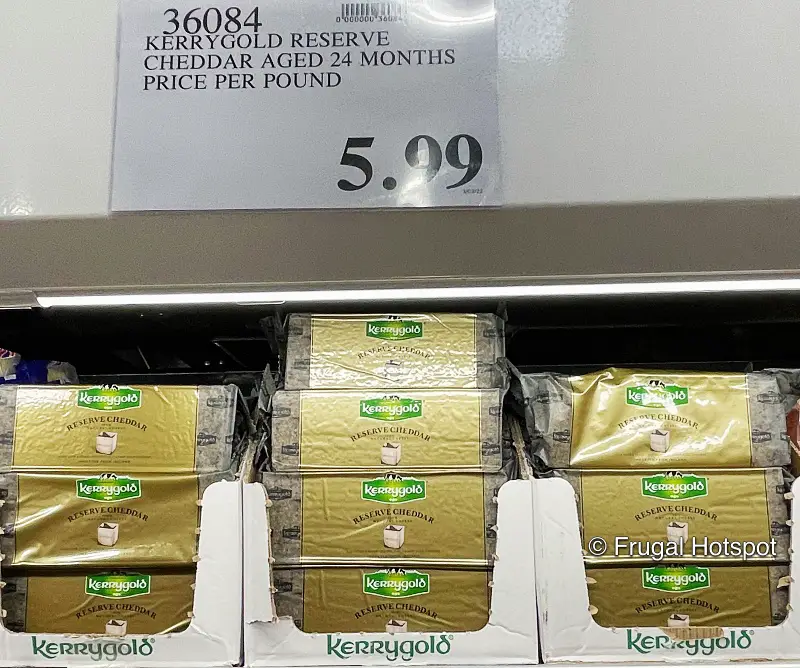 36084
KERRYGOLD RESERVE
CHEDDAR AGED 24 MONTHS
PRICE PER POUND
5.99
Kerrygold
RESERVE CHEDDAR
Kerrygold
RESERVE CHEDDAR
Kerrygold
RESERVE CHEDDAR
Kerrygold
RESERVE CHEDDAR
Kerrygold
RESERVE CHEDDAR
Kerrygold
RESERVE CHEDDAR
Kerrygold
RESERVE CHEDDAR
Kerrygold
RESERVE CHEDDAR
Kerrygold
RESERVE CHEDDAR
Kerrygold
RESERVE CHEDDAR
© Frugal Hotspot
Kerrygold
Kerrygold
Kerrygold